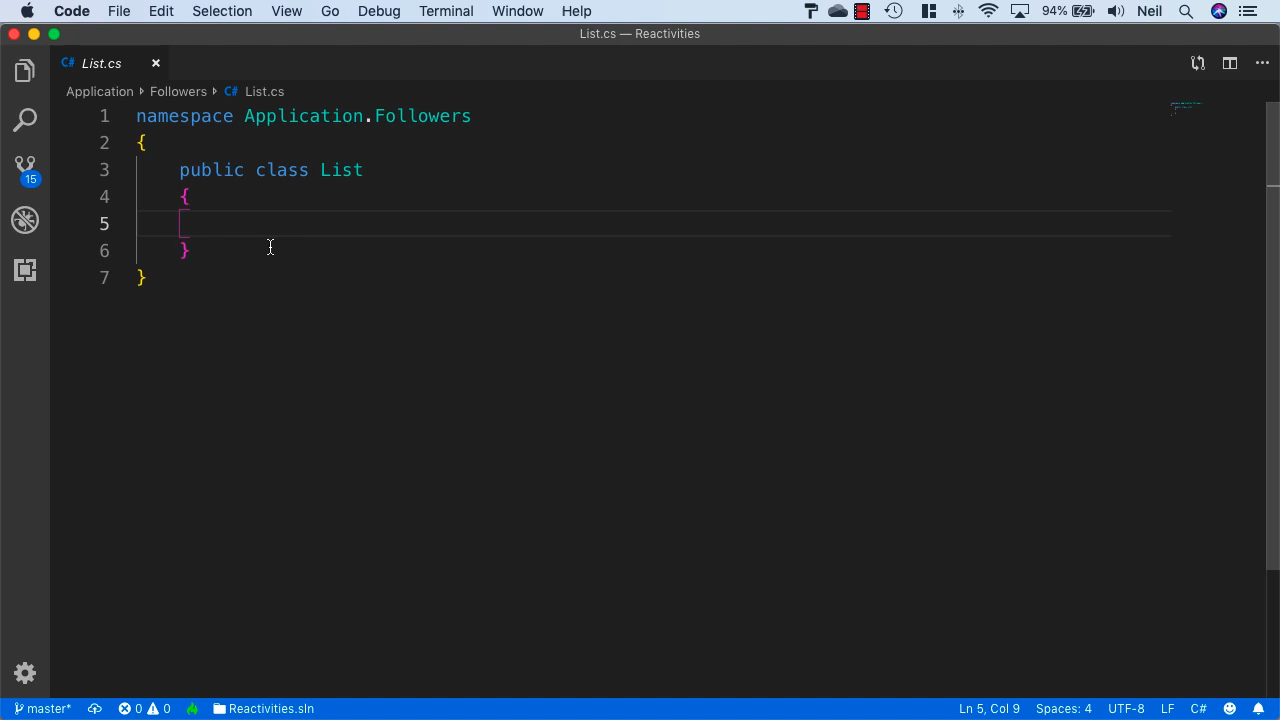 Code File Edit Selection View Go Debug Terminal Window Help 94% Neil
List.cs — Reactivities
C# List.cs
Application Followers C# List.cs
1 namespace Application.Followers
2 {
3 public class List
4 {
5
6 }
7 }
15
master* 0 0 Reactivities.sln Ln 5, Col 9 Spaces: 4 UTF-8 LF C#